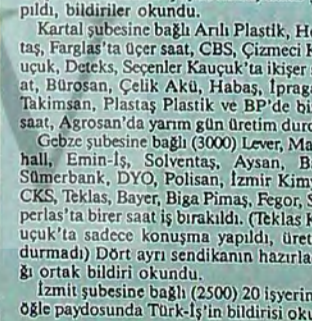 pıldı, bildiriler okundu.
Kartal şubesine bağlı Arılı Plastik, He
taş, Farglas'ta üçer saat, CBS, Çizmeci K
uçuk, Deteks, Seçenler Kauçuk'ta ikişer s
at, Bürosan, Çelik Akü, Habaş, İpraga
Takimsan, Plastaş Plastik ve BP'de bi
saat, Agrosan'da yarım gün üretim durd
Gebze şubesine bağlı (3000) Lever, Ma
hall, Emin-İş, Solventaş, Aysan, B
Sümerbank, DYO, Polisan, İzmir Kimy
CKS, Teklas, Bayer, Biga Pimaş, Fegor, S
perlas'ta birer saat iş bırakıldı. (Teklas K
uçuk'ta sadece konuşma yapıldı, üret
durmadı) Dört ayrı sendikanın hazırla
ğı ortak bildiri okundu.
İzmit şubesine bağlı (2500) 20 işyerin
öğle paydosunda Türk-İş'in bildirisi oku